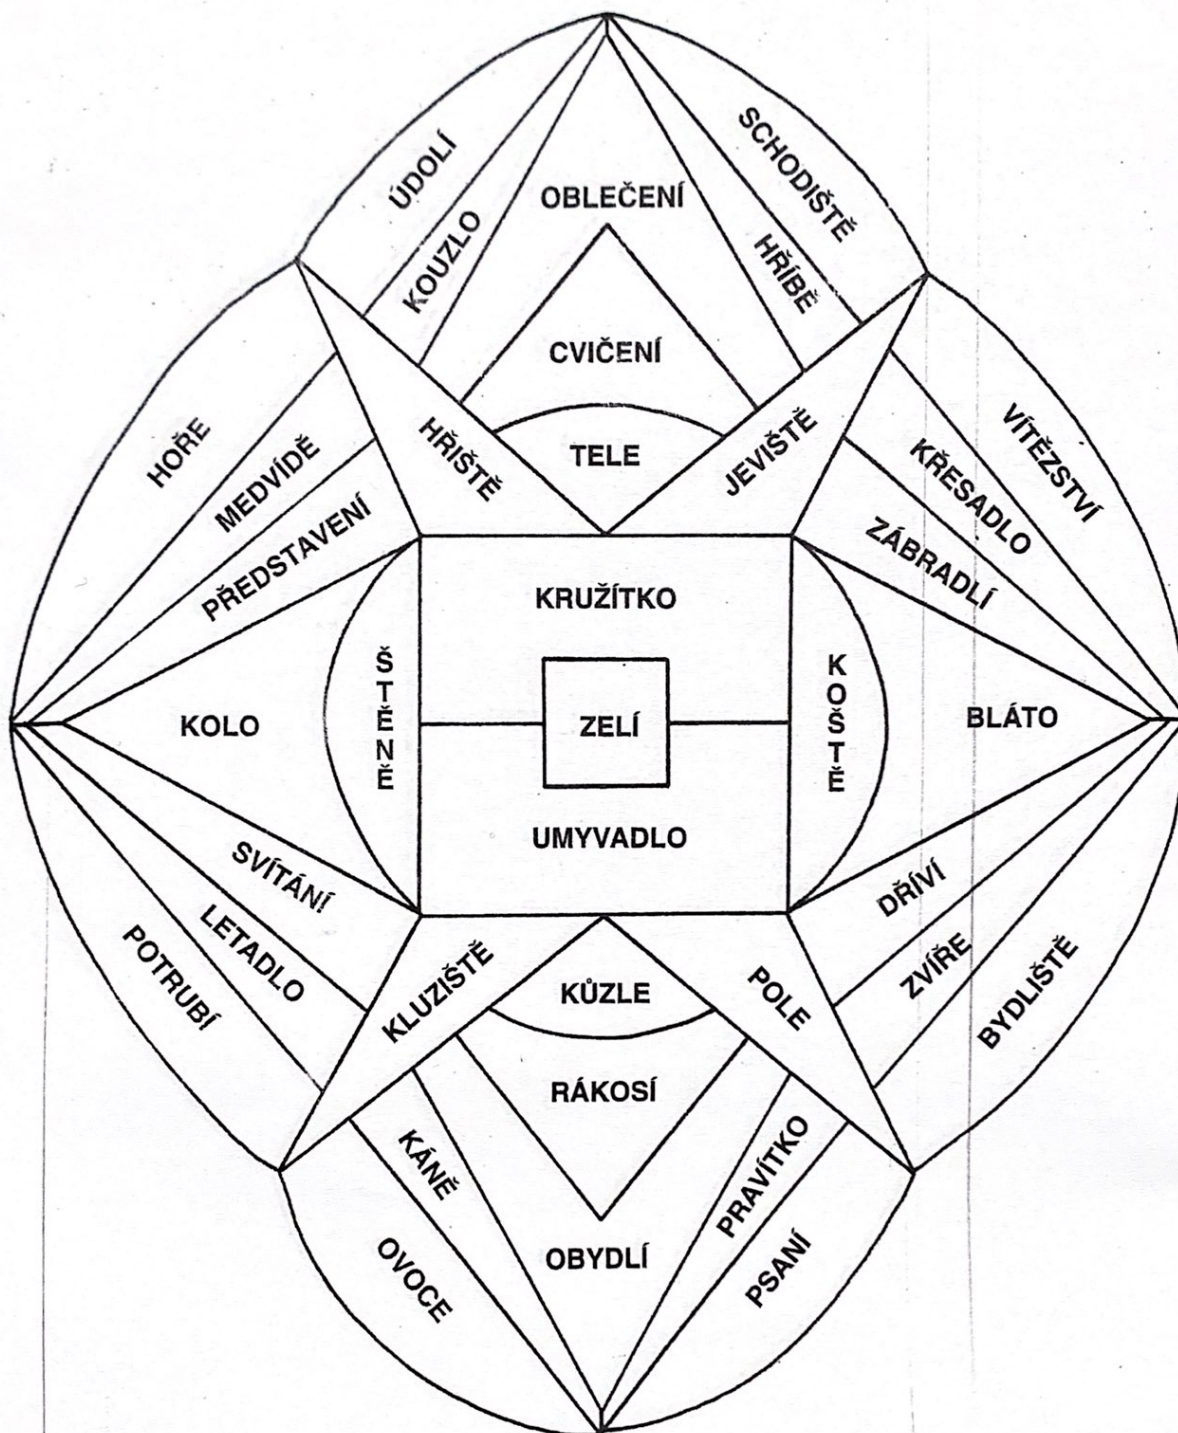 ÚDOLÍ
KOUZLO
OBLEČENÍ
HŘÍBĚ
SCHODIŠTĚ
CVIČENÍ
TELE
HŘIŠTĚ
JEVIŠTĚ
HOŘE
MEDVÍDĚ
PŘEDSTAVENÍ
VÍTĚZSTVÍ
KŘESADLO
ZÁBRADLÍ
KRUŽÍTKO
ŠTĚNĚ
KOŠTĚ
KOLO
ZELÍ
BLÁTO
UMYVADLO
SVÍTÁNÍ
LETADLO
POTRUBÍ
DŘÍVÍ
ZVÍŘE
BYDLIŠTĚ
KLUZIŠTĚ
KŮZLE
POLE
RÁKOSÍ
KÁNĚ
OVOCE
OBYDLÍ
PRAVÍTKO
PSANÍ